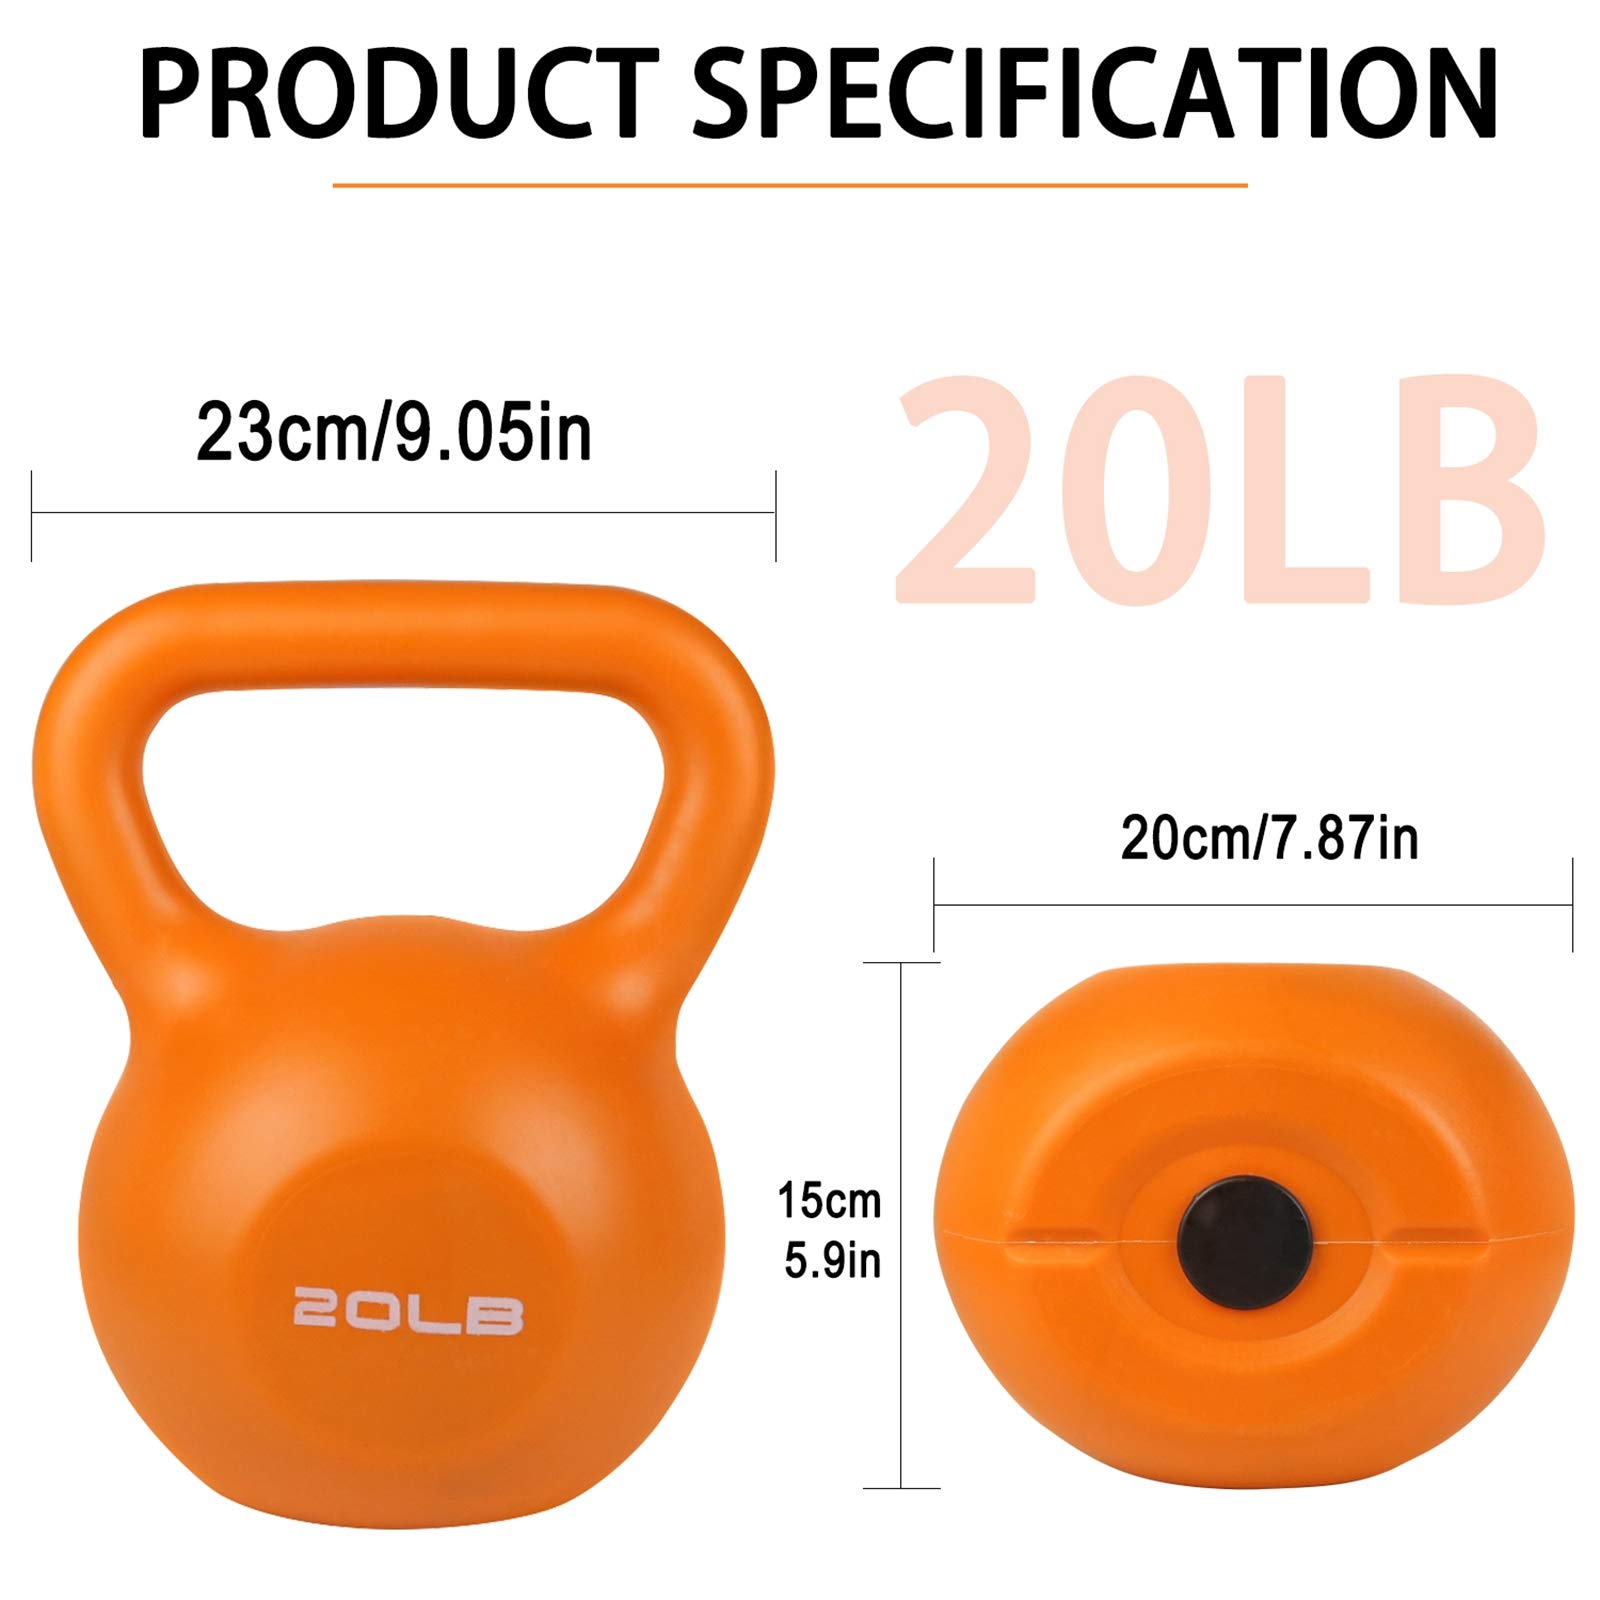 PRODUCT SPECIFICATION
23cm/9.05in
20LB
20cm/7.87in
15cm
5.9in
20LB